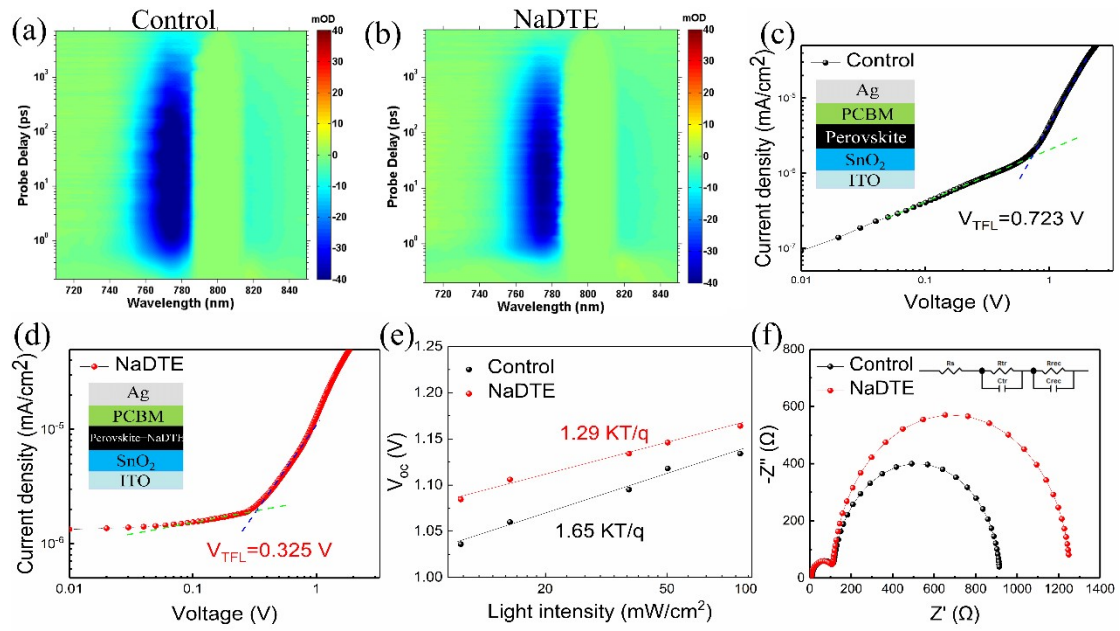 (a) Control
mOD
40
30
20
10
0
-10
-20
-30
-40
10³
10²
10¹
10⁰
Probe Delay (ps)
720 740 760 780 800 820 840
Wavelength (nm)
(b) NaDTE
mOD
40
30
20
10
0
-10
-20
-30
-40
10³
10²
10¹
10⁰
Probe Delay (ps)
720 740 760 780 800 820 840
Wavelength (nm)
(c)
Control
Ag
PCBM
Perovskite
SnO₂
ITO
V_TFL=0.723 V
10⁻⁵
10⁻⁶
10⁻⁷
Current density (mA/cm2)
0.01 0.1 1
Voltage (V)
(d)
NaDTE
Ag
PCBM
Perovskite–NaDTE
SnO₂
ITO
V_TFL=0.325 V
10⁻⁵
10⁻⁶
Current density (mA/cm2)
0.01 0.1 1
Voltage (V)
(e)
1.25
1.20
1.15
1.10
1.05
1.00
V_oc (V)
Control
NaDTE
1.29 KT/q
1.65 KT/q
20 40 60 80 100
Light intensity (mW/cm²)
(f)
800
600
400
200
0
-Z'' (Ω)
Control
NaDTE
Rs Rtr Rrec
Ctr Crec
0 200 400 600 800 1000 1200 1400
Z' (Ω)